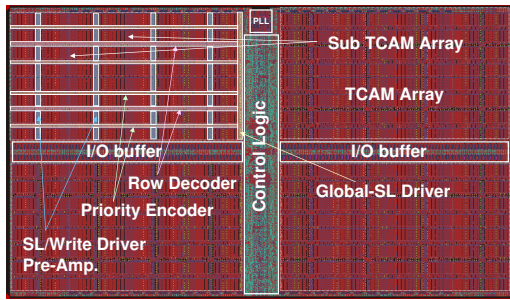 PLL
Sub TCAM Array
TCAM Array
Control Logic
I/O buffer
I/O buffer
Row Decoder
Global-SL Driver
Priority Encoder
SL/Write Driver
Pre-Amp.